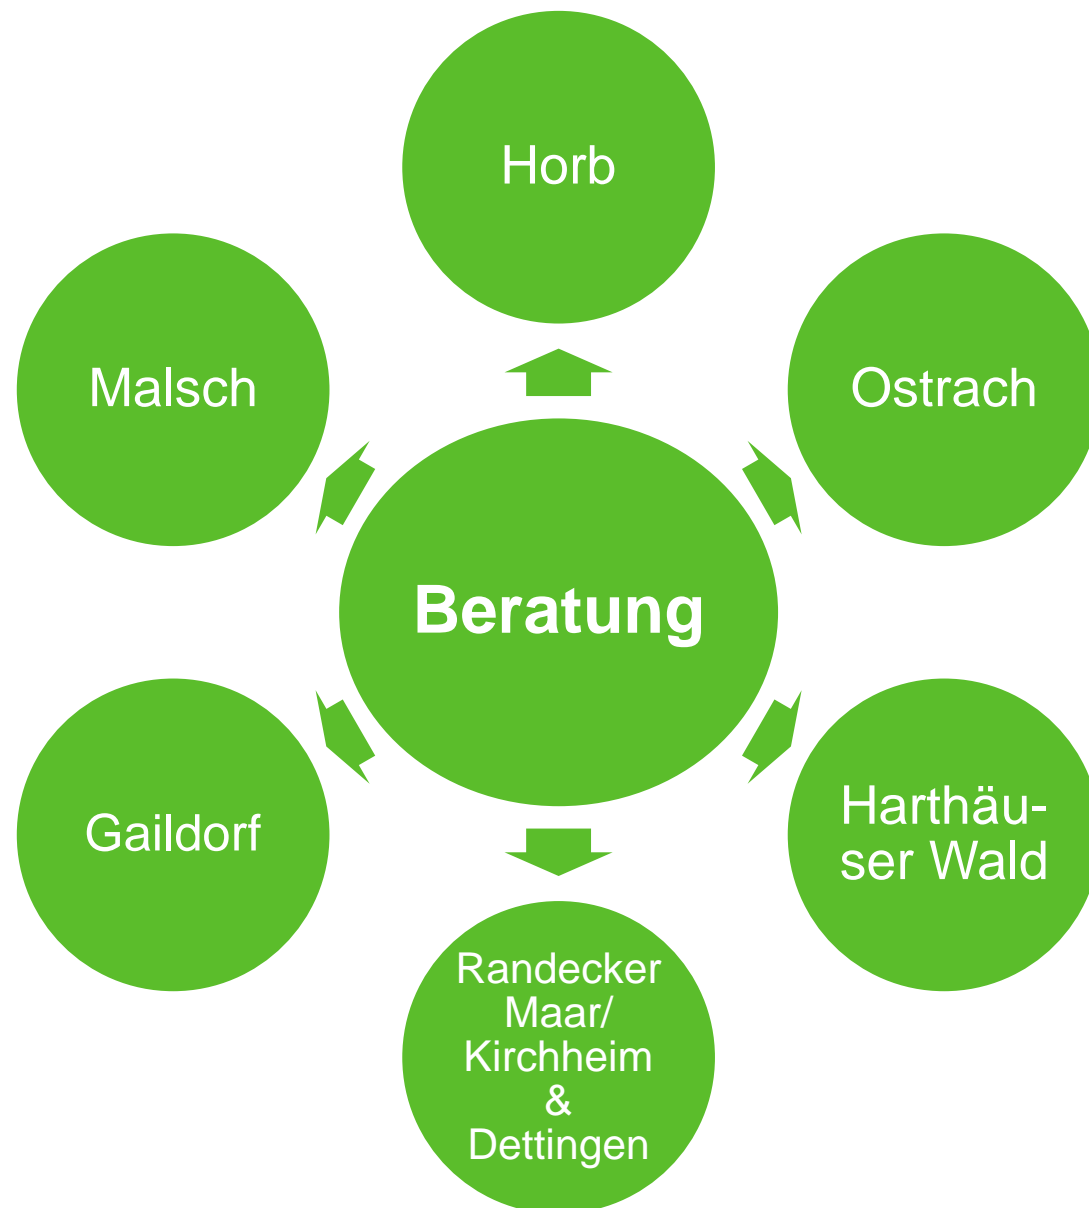 Horb
Malsch
Ostrach
Beratung
Gaildorf
Harthäu-
ser Wald
Randecker
Maar/
Kirchheim
&
Dettingen